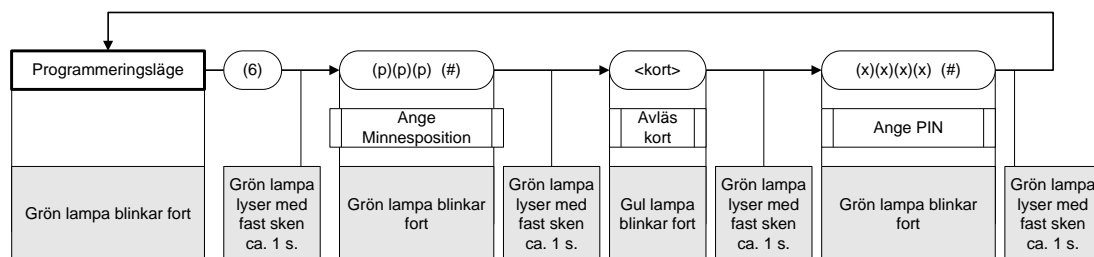 Programmeringsläge
(6)
(p)(p)(p) (#)
<kort>
(x)(x)(x)(x) (#)
Ange
Minnesposition
Avläs
kort
Ange PIN
Grön lampa blinkar fort
Grön lampa
lyser med
fast sken
ca. 1 s.
Grön lampa blinkar
fort
Grön lampa
lyser med
fast sken
ca. 1 s.
Gul lampa
blinkar fort
Grön lampa
lyser med
fast sken
ca. 1 s.
Grön lampa blinkar
fort
Grön lampa
lyser med
fast sken
ca. 1 s.